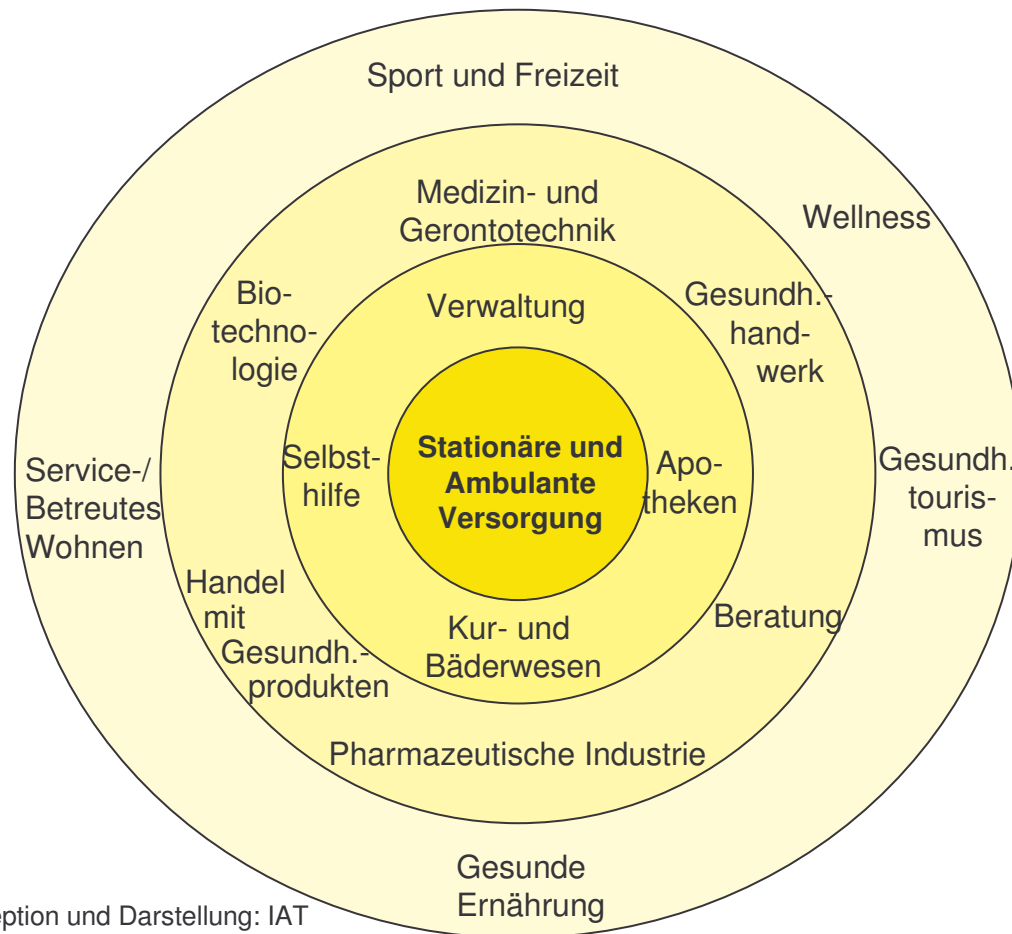 Sport und Freizeit
Medizin- und
Gerontotechnik
Wellness
Bio-
techno-
logie
Verwaltung
Gesundh.-
hand-
werk
Selbst-
hilfe
Stationäre und
Ambulante
Versorgung
Apo-
theken
Service-/
Betreutes
Wohnen
Gesundh.
touris-
mus
Handel
mit
Gesundh.-
produkten
Kur- und
Bäderwesen
Beratung
Pharmazeutische Industrie
Gesunde
Ernährung
eption und Darstellung: IAT